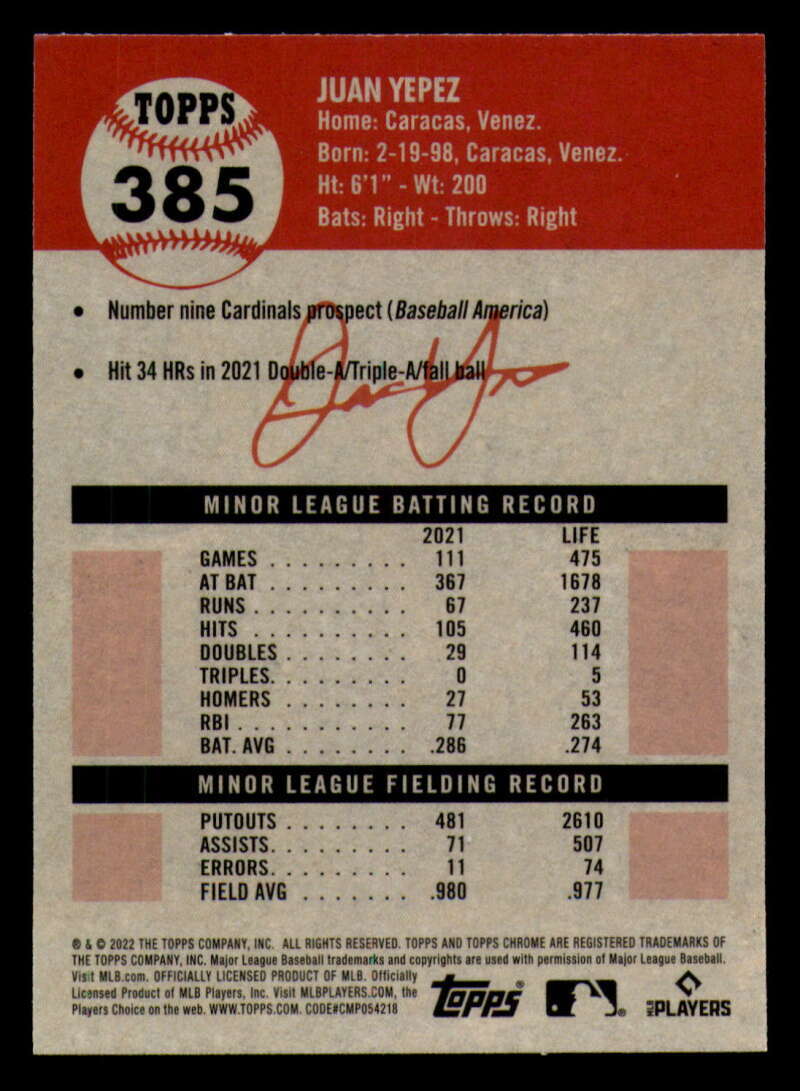 TOPPS
385
JUAN YEPEZ
Home: Caracas, Venez.
Born: 2-19-98, Caracas, Venez.
Ht: 6'1" - Wt: 200
Bats: Right - Throws: Right
• Number nine Cardinals prospect (Baseball America)
• Hit 34 HRs in 2021 Double-A/Triple-A/fall ball
MINOR LEAGUE BATTING RECORD
2021 LIFE
GAMES . . . . . . . . . 111 475
AT BAT . . . . . . . . . 367 1678
RUNS . . . . . . . . . . 67 237
HITS . . . . . . . . . . 105 460
DOUBLES . . . . . . . . 29 114
TRIPLES. . . . . . . . . 0 5
HOMERS . . . . . . . . 27 53
RBI . . . . . . . . . . . 77 263
BAT. AVG . . . . . . . . .286 .274
MINOR LEAGUE FIELDING RECORD
PUTOUTS . . . . . . . . 481 2610
ASSISTS. . . . . . . . . 71 507
ERRORS. . . . . . . . . 11 74
FIELD AVG . . . . . . . .980 .977
® & © 2022 THE TOPPS COMPANY, INC. ALL RIGHTS RESERVED. TOPPS AND TOPPS CHROME ARE REGISTERED TRADEMARKS OF
THE TOPPS COMPANY, INC. Major League Baseball trademarks and copyrights are used with permission of Major League Baseball.
Visit MLB.com. OFFICIALLY LICENSED PRODUCT OF MLB. Officially
Licensed Product of MLB Players, Inc. Visit MLBPLAYERS.COM, the
Players Choice on the web. WWW.TOPPS.COM. CODE#CMP054218
Topps®
MLB PLAYERS